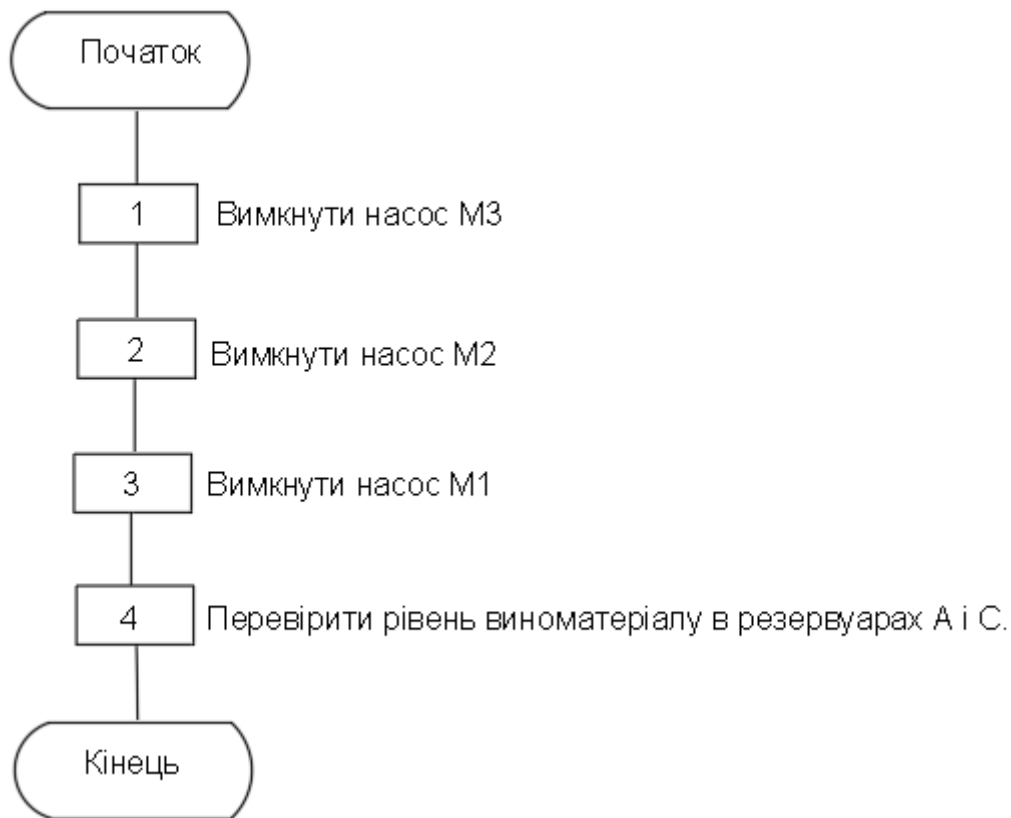 Початок
1 Вимкнути насос М3
2 Вимкнути насос М2
3 Вимкнути насос М1
4 Перевірити рівень виноматеріалу в резервуарах А і С.
Кінець